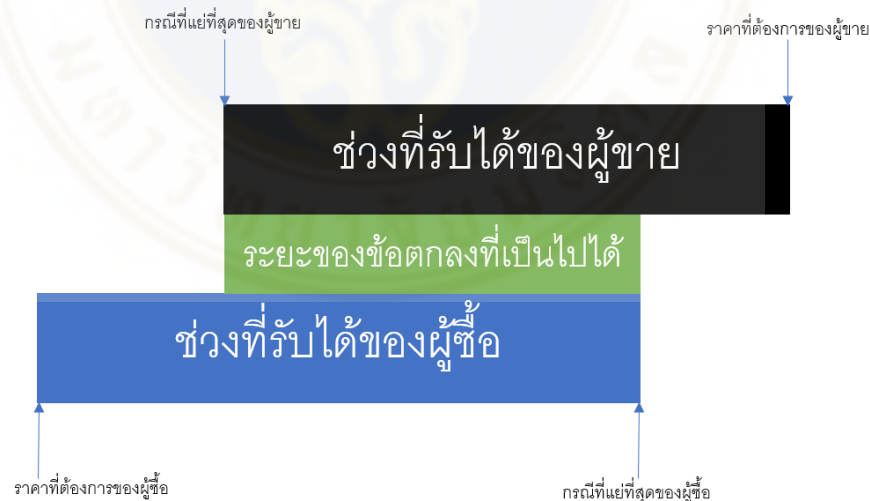 กรณีที่แย่ที่สุดของผู้ขาย
ราคาที่ต้องการของผู้ขาย
ช่วงที่รับได้ของผู้ขาย
ระยะของข้อตกลงที่เป็นไปได้
ช่วงที่รับได้ของผู้ซื้อ
ราคาที่ต้องการของผู้ซื้อ
กรณีที่แย่ที่สุดของผู้ซื้อ